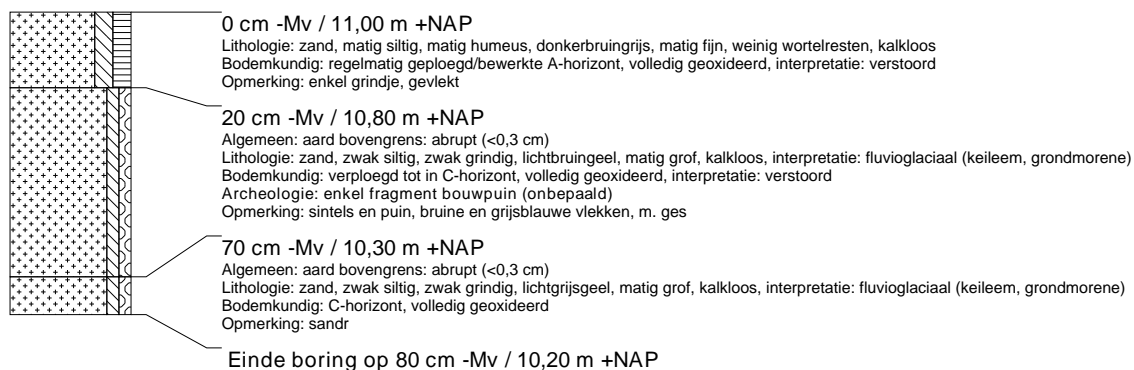 0 cm -Mv / 11,00 m +NAP
Lithologie: zand, matig siltig, matig humeus, donkerbruingrijs, matig fijn, weinig wortelresten, kalkloos
Bodemkundig: regelmatig geploegd/bewerkte A-horizont, volledig geoxideerd, interpretatie: verstoord
Opmerking: enkel grindje, gevlekt
20 cm -Mv / 10,80 m +NAP
Algemeen: aard bovengrens: abrupt (<0,3 cm)
Lithologie: zand, zwak siltig, zwak grindig, lichtbruingeel, matig grof, kalkloos, interpretatie: fluvioglaciaal (keileem, grondmorene)
Bodemkundig: verploegd tot in C-horizont, volledig geoxideerd, interpretatie: verstoord
Archeologie: enkel fragment bouwpuin (onbepaald)
Opmerking: sintels en puin, bruine en grijsblauwe vlekken, m. ges
70 cm -Mv / 10,30 m +NAP
Algemeen: aard bovengrens: abrupt (<0,3 cm)
Lithologie: zand, zwak siltig, zwak grindig, lichtgrijsgeel, matig grof, kalkloos, interpretatie: fluvioglaciaal (keileem, grondmorene)
Bodemkundig: C-horizont, volledig geoxideerd
Opmerking: sandr
Einde boring op 80 cm -Mv / 10,20 m +NAP